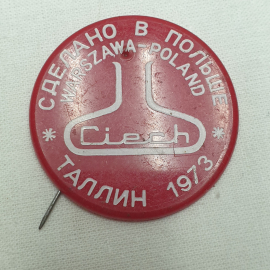 СДЕЛАНО В ПОЛЬШЕ
WARSZAWA-POLAND
Ciech
* ТАЛЛИН 1973 *